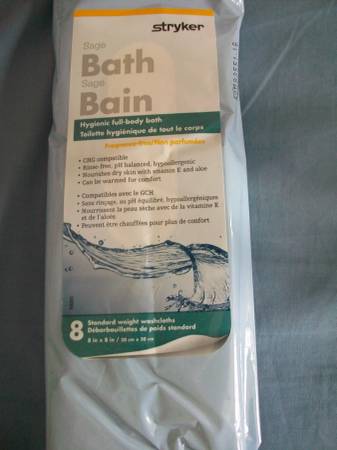 stryker
Sage
Bath
Sage
Bain
Hygienic full-body bath
Toilette hygiénique de tout le corps
Fragrance-free/Non parfumées
• CHG compatible
• Rinse-free, pH balanced, hypoallergenic
• Nourishes dry skin with vitamin E and aloe
• Can be warmed for comfort
• Compatibles avec le GCH
• Sans rinçage, au pH équilibré, hypoallergéniques
• Nourrissent la peau sèche avec de la vitamine E
et de l'aloès
• Peuvent être chauffées pour plus de confort
8
Standard weight washcloths
Débarbouillettes de poids standard
8 in x 8 in / 20 cm x 20 cm